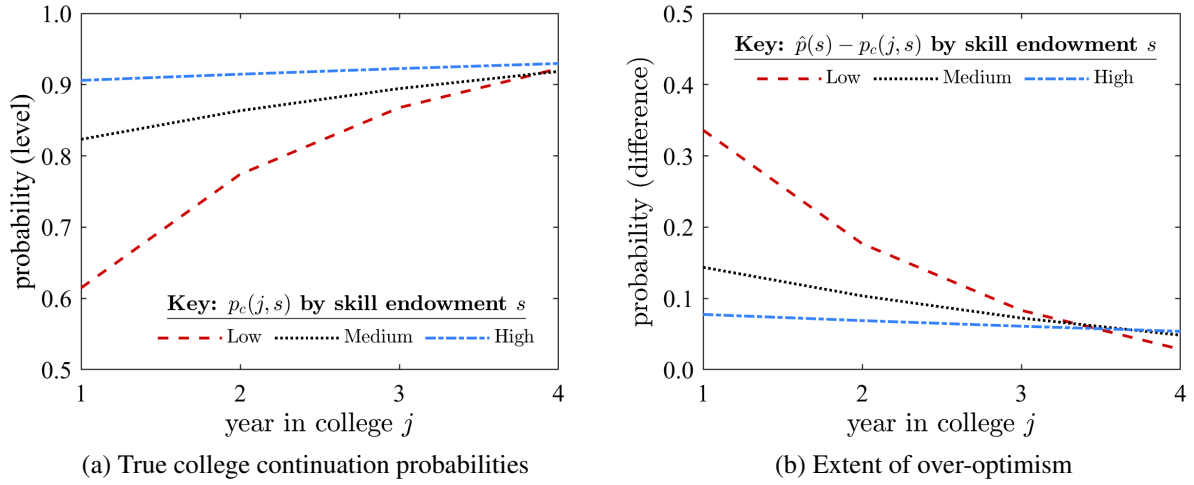 1.0
0.9
0.8
0.7
0.6
0.5
probability (level)
Key: p_c(j, s) by skill endowment s
Low Medium High
1 2 3 4
year in college j
(a) True college continuation probabilities
0.5
0.4
0.3
0.2
0.1
0.0
probability (difference)
Key: p̂(s) − p_c(j, s) by skill endowment s
Low Medium High
1 2 3 4
year in college j
(b) Extent of over-optimism